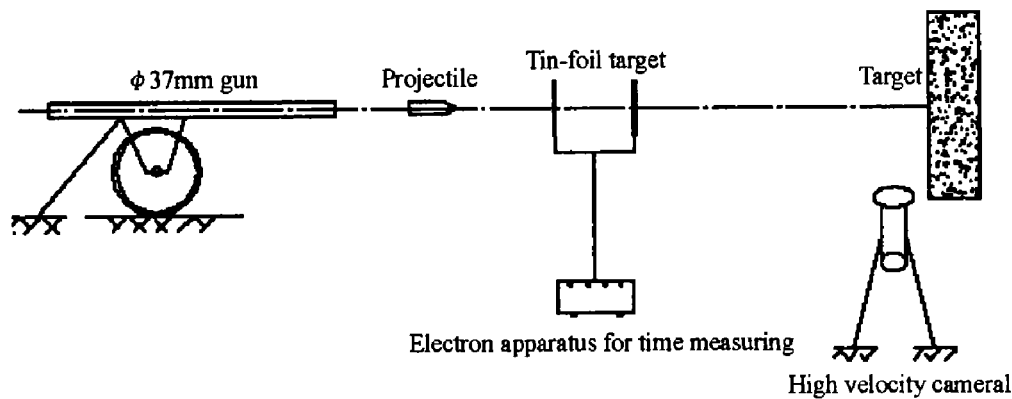 ϕ 37mm gun
Projectile
Tin-foil target
Target
Electron apparatus for time measuring
High velocity cameral